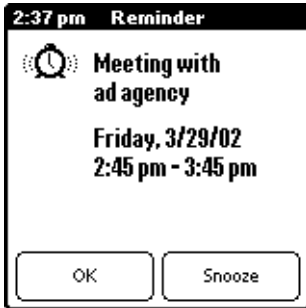 2:37 pm Reminder
Meeting with
ad agency
Friday, 3/29/02
2:45 pm - 3:45 pm
OK Snooze